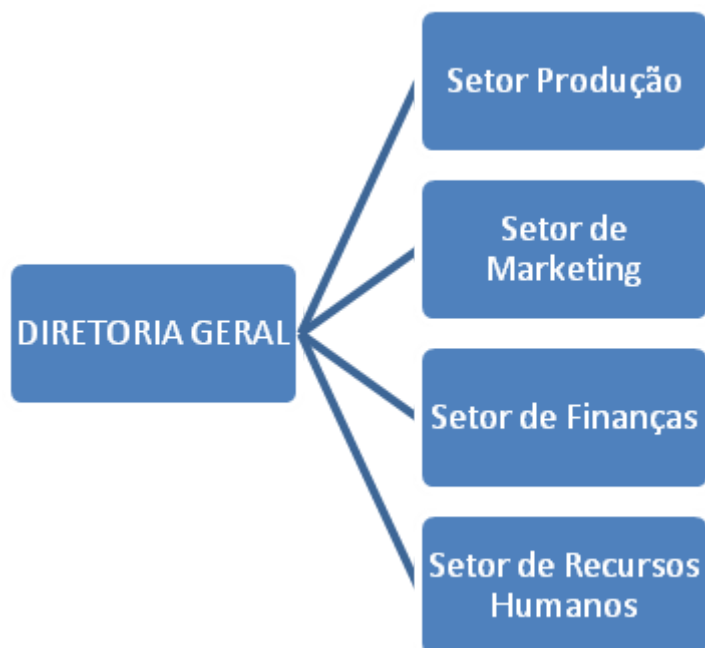 DIRETORIA GERAL
Setor Produção
Setor de
Marketing
Setor de Finanças
Setor de Recursos
Humanos